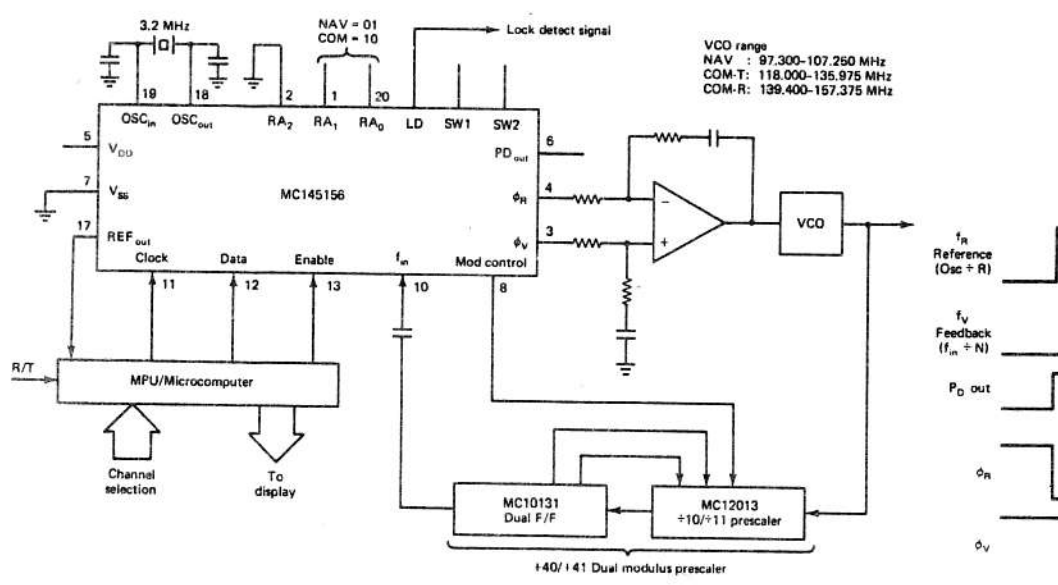 3.2 MHz
NAV = 01
COM = 10
Lock detect signal
VCO range
NAV : 97.300–107.250 MHz
COM-T: 118.000–135.975 MHz
COM-R: 139.400–157.375 MHz
19
18
2
1
20
OSCin
OSCout
RA2
RA1
RA0
LD
SW1
SW2
5
VDD
PDout
6
7
VSS
MC145156
φR
4
17
REFout
φV
3
Clock
Data
Enable
fin
Mod control
11
12
13
10
8
−
+
VCO
fR
Reference
(Osc ÷ R)
fV
Feedback
(fin ÷ N)
PD out
φR
φV
R/T
MPU/Microcomputer
Channel
selection
To
display
MC10131
Dual F/F
MC12013
÷10/÷11 prescaler
÷40/÷41 Dual modulus prescaler